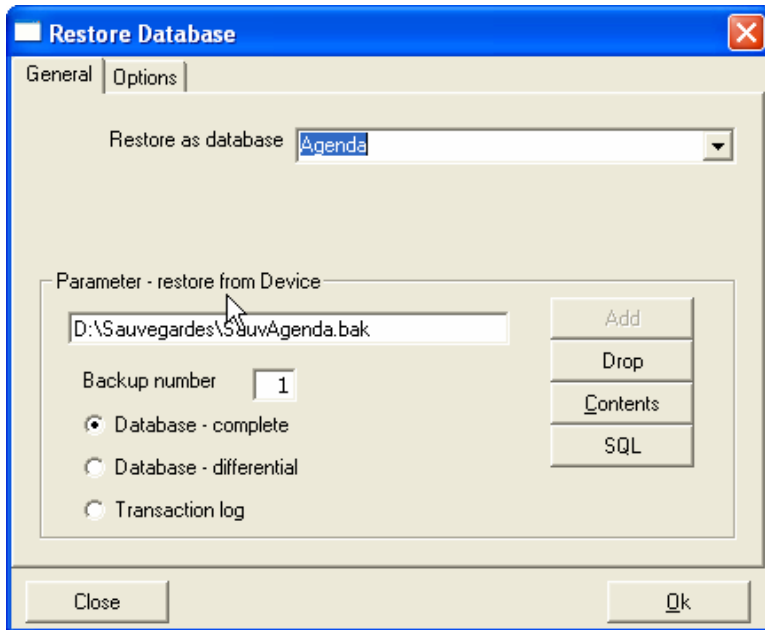 Restore Database
General Options
Restore as database Agenda
Parameter - restore from Device
D:\Sauvegardes\SauvAgenda.bak
Add
Drop
Backup number 1
Contents
Database - complete
SQL
Database - differential
Transaction log
Close Ok